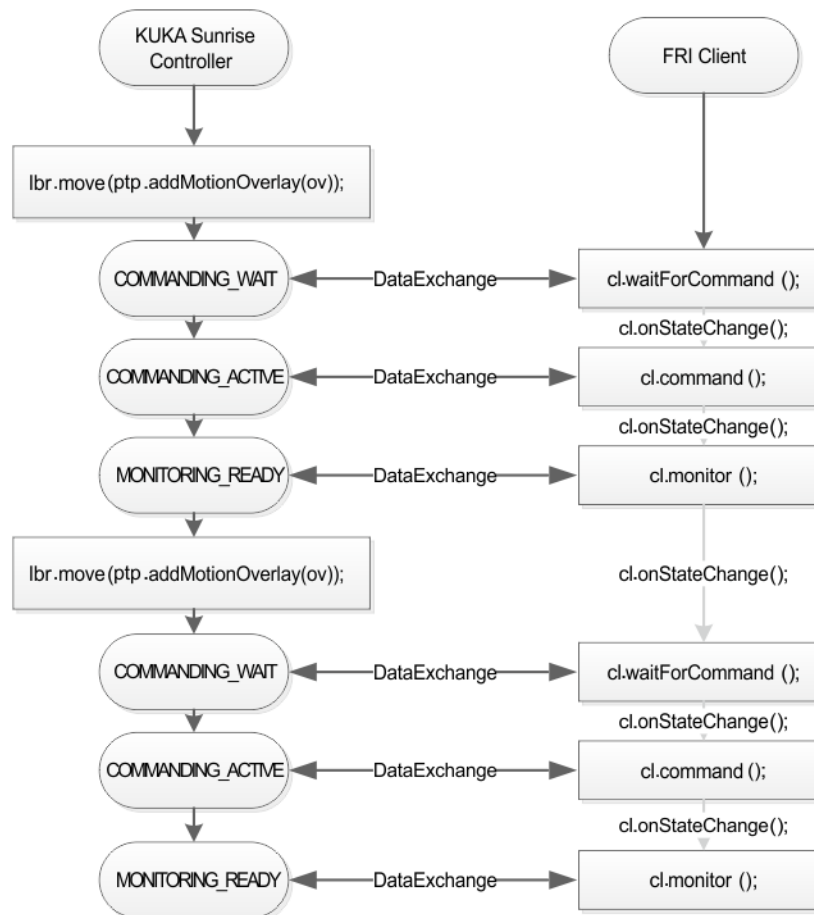 KUKA Sunrise
Controller
FRI Client
lbr.move(ptp.addMotionOverlay(ov));
COMMANDING_WAIT
DataExchange
cl.waitForCommand ();
cl.onStateChange();
COMMANDING_ACTIVE
DataExchange
cl.command ();
cl.onStateChange();
MONITORING_READY
DataExchange
cl.monitor ();
lbr.move(ptp.addMotionOverlay(ov));
cl.onStateChange();
COMMANDING_WAIT
DataExchange
cl.waitForCommand ();
cl.onStateChange();
COMMANDING_ACTIVE
DataExchange
cl.command ();
cl.onStateChange();
MONITORING_READY
DataExchange
cl.monitor ();